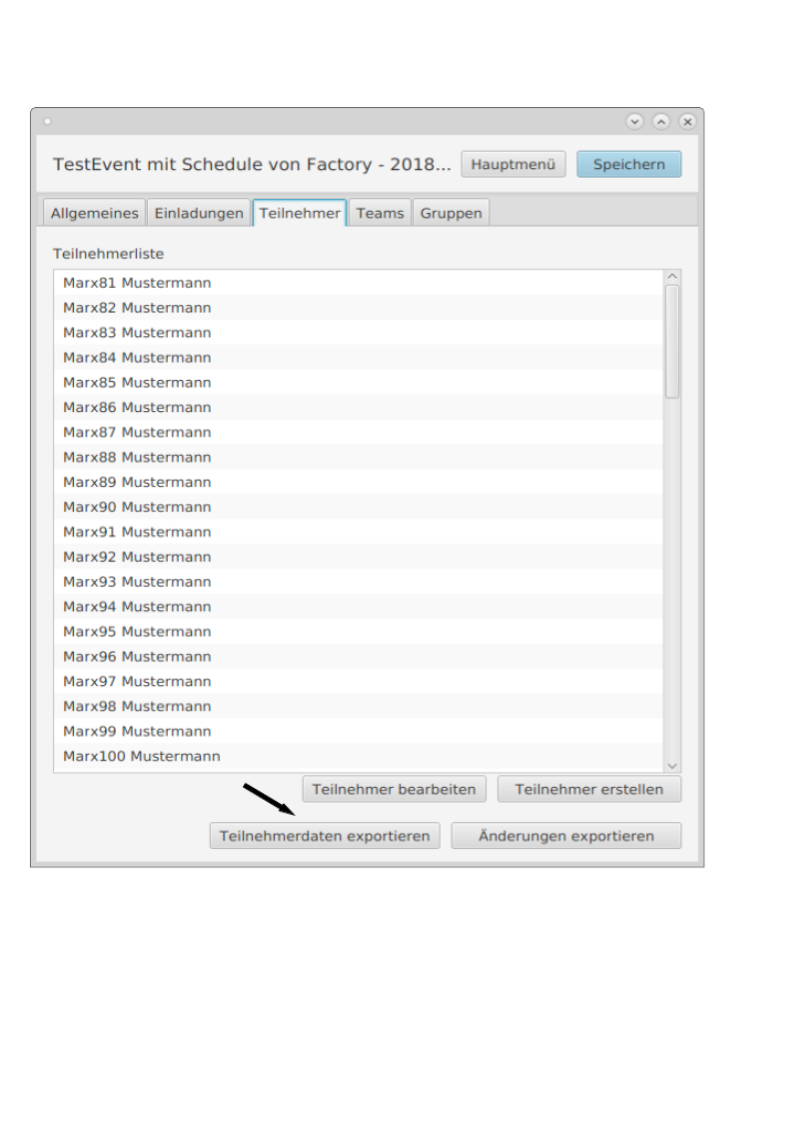 TestEvent mit Schedule von Factory - 2018... Hauptmenü Speichern
Allgemeines Einladungen Teilnehmer Teams Gruppen
Teilnehmerliste
Marx81 Mustermann
Marx82 Mustermann
Marx83 Mustermann
Marx84 Mustermann
Marx85 Mustermann
Marx86 Mustermann
Marx87 Mustermann
Marx88 Mustermann
Marx89 Mustermann
Marx90 Mustermann
Marx91 Mustermann
Marx92 Mustermann
Marx93 Mustermann
Marx94 Mustermann
Marx95 Mustermann
Marx96 Mustermann
Marx97 Mustermann
Marx98 Mustermann
Marx99 Mustermann
Marx100 Mustermann
Teilnehmer bearbeiten Teilnehmer erstellen
Teilnehmerdaten exportieren Änderungen exportieren